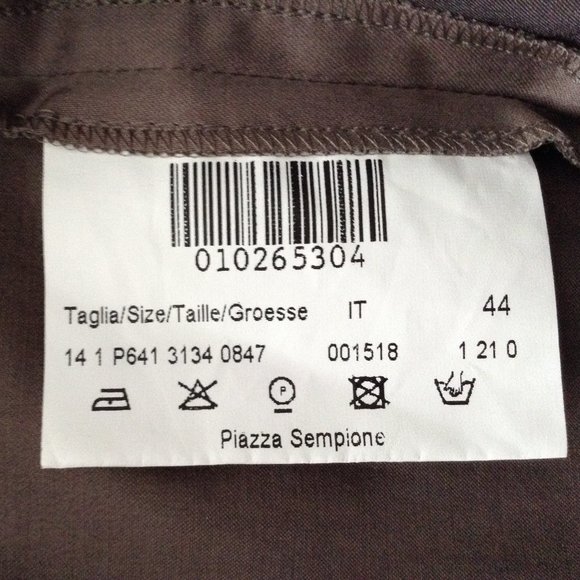 010265304
Taglia/Size/Taille/Groesse IT 44
14 1 P641 3134 0847 001518 1 21 0
P
Piazza Sempione